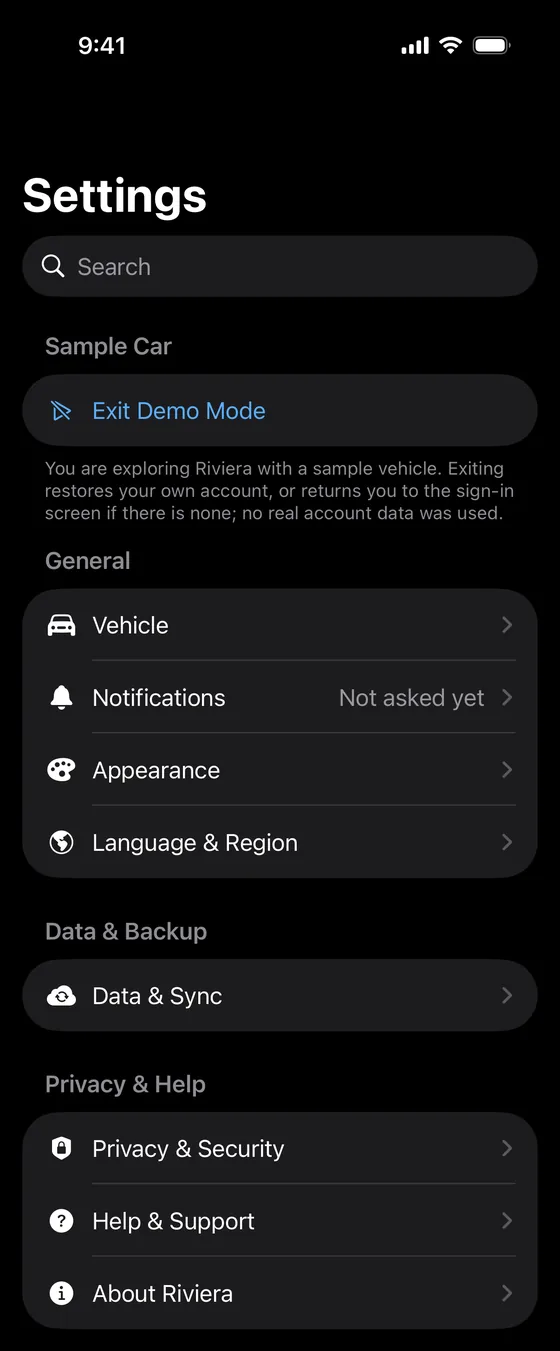 9:41
Settings
Search
Sample Car
Exit Demo Mode
You are exploring Riviera with a sample vehicle. Exiting
restores your own account, or returns you to the sign-in
screen if there is none; no real account data was used.
General
Vehicle
Notifications Not asked yet
Appearance
Language & Region
Data & Backup
Data & Sync
Privacy & Help
Privacy & Security
Help & Support
About Riviera